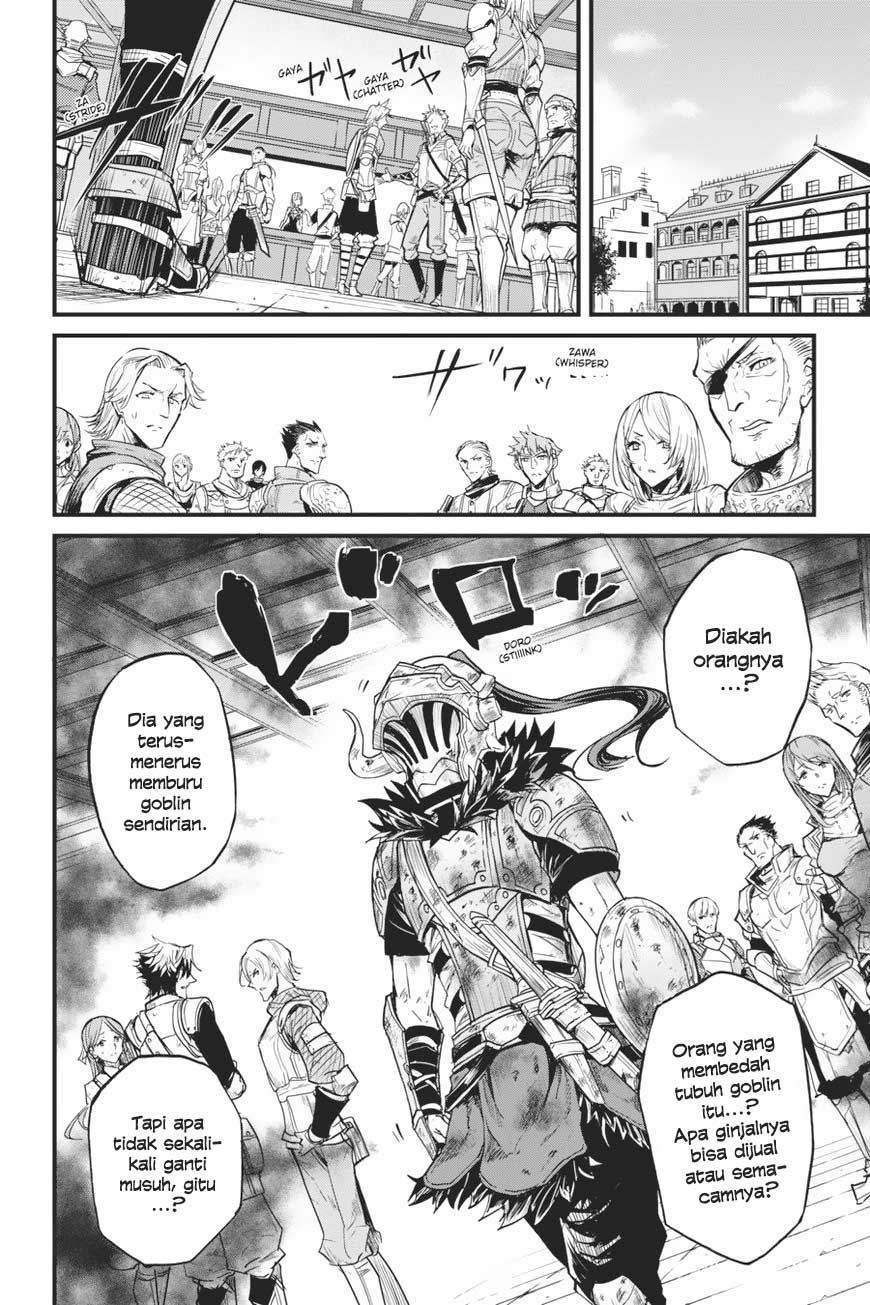 GAYA
ガヤ
GAYA
(CHATTER)
ガヤ
ZA
(STRIDE)
ZAWA
(WHISPER)
ザワッ
DORO
(STIIIINK)
ドロ
Diakah
orangnya
...?
Dia yang
terus-
menerus
memburu
goblin
sendirian.
Orang yang
membedah
tubuh goblin
itu...?
Apa ginjalnya
bisa dijual
atau sema-
camnya?
Tapi apa
tidak sekali-
kali ganti
musuh, gitu
...?